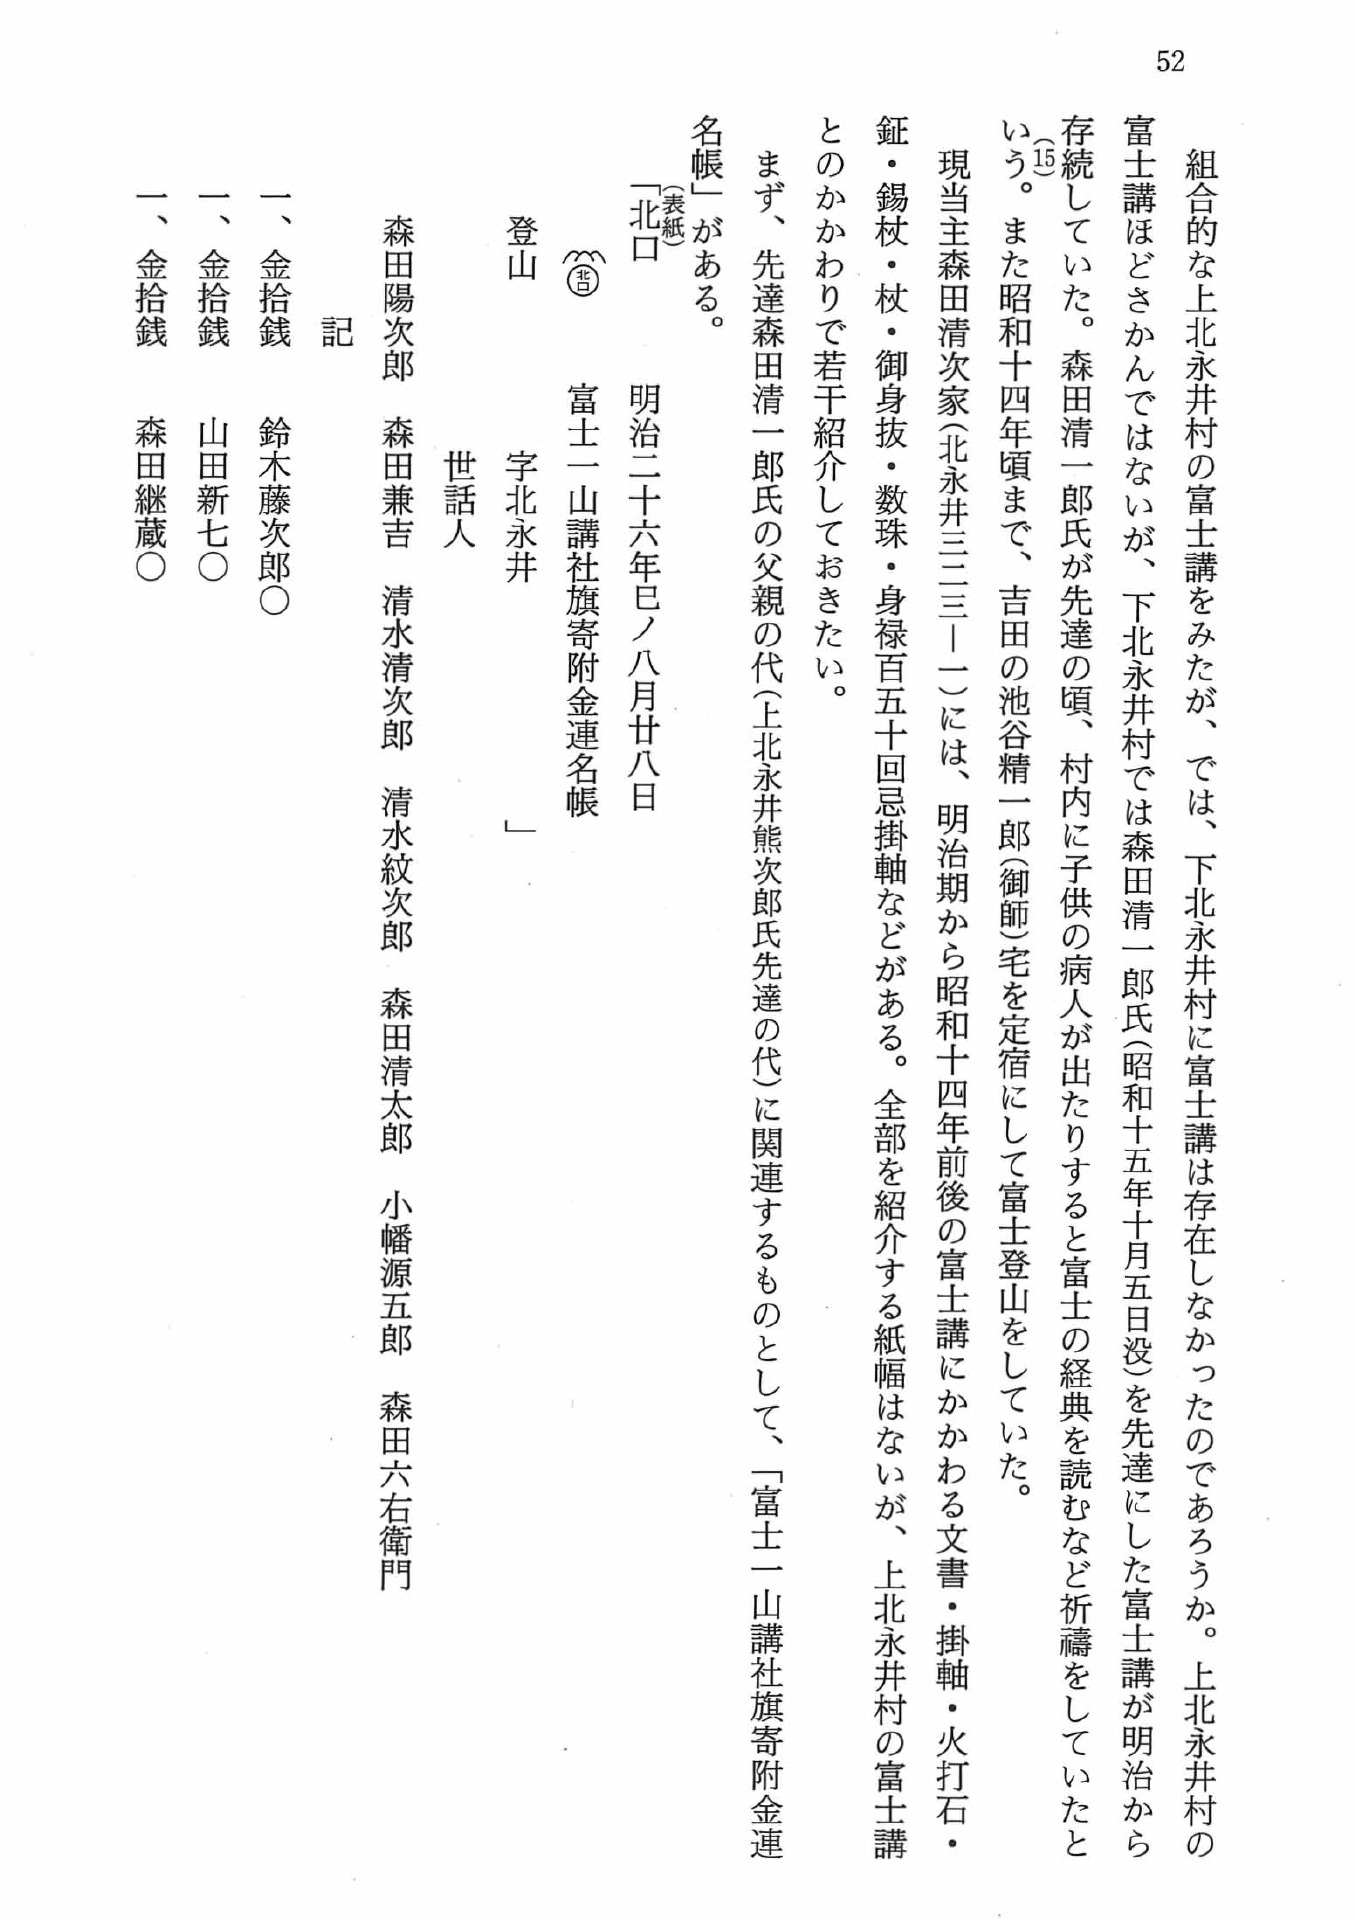 52
組合的な上北永井村の富士講をみたが、では、下北永井村に富士講は存在しなかったのであろうか。上北永井村の
富士講ほどさかんではないが、下北永井村では森田清一郎氏（昭和十五年十月五日没）を先達にした富士講が明治から
存続していた。森田清一郎氏が先達の頃、村内に子供の病人が出たりすると富士の経典を読むなど祈禱をしていたと
(15)
いう。また昭和十四年頃まで、吉田の池谷精一郎（御師）宅を定宿にして富士登山をしていた。
現当主森田清次家（北永井三二三―一）には、明治期から昭和十四年前後の富士講にかかわる文書・掛軸・火打石・
鉦・錫杖・杖・御身抜・数珠・身禄百五十回忌掛軸などがある。全部を紹介する紙幅はないが、上北永井村の富士講
とのかかわりで若干紹介しておきたい。
まず、先達森田清一郎氏の父親の代（上北永井熊次郎氏先達の代）に関連するものとして、「富士一山講社旗寄附金連
名帳」がある。
（表紙）
「北口　明治二十六年巳ノ八月廿八日
北口　富士一山講社旗寄附金連名帳
登山　字北永井　」
世話人
森田陽次郎　森田兼吉　清水清次郎　清水紋次郎　森田清太郎　小幡源五郎　森田六右衛門
記
一、金拾銭　鈴木藤次郎○
一、金拾銭　山田新七○
一、金拾銭　森田継蔵○